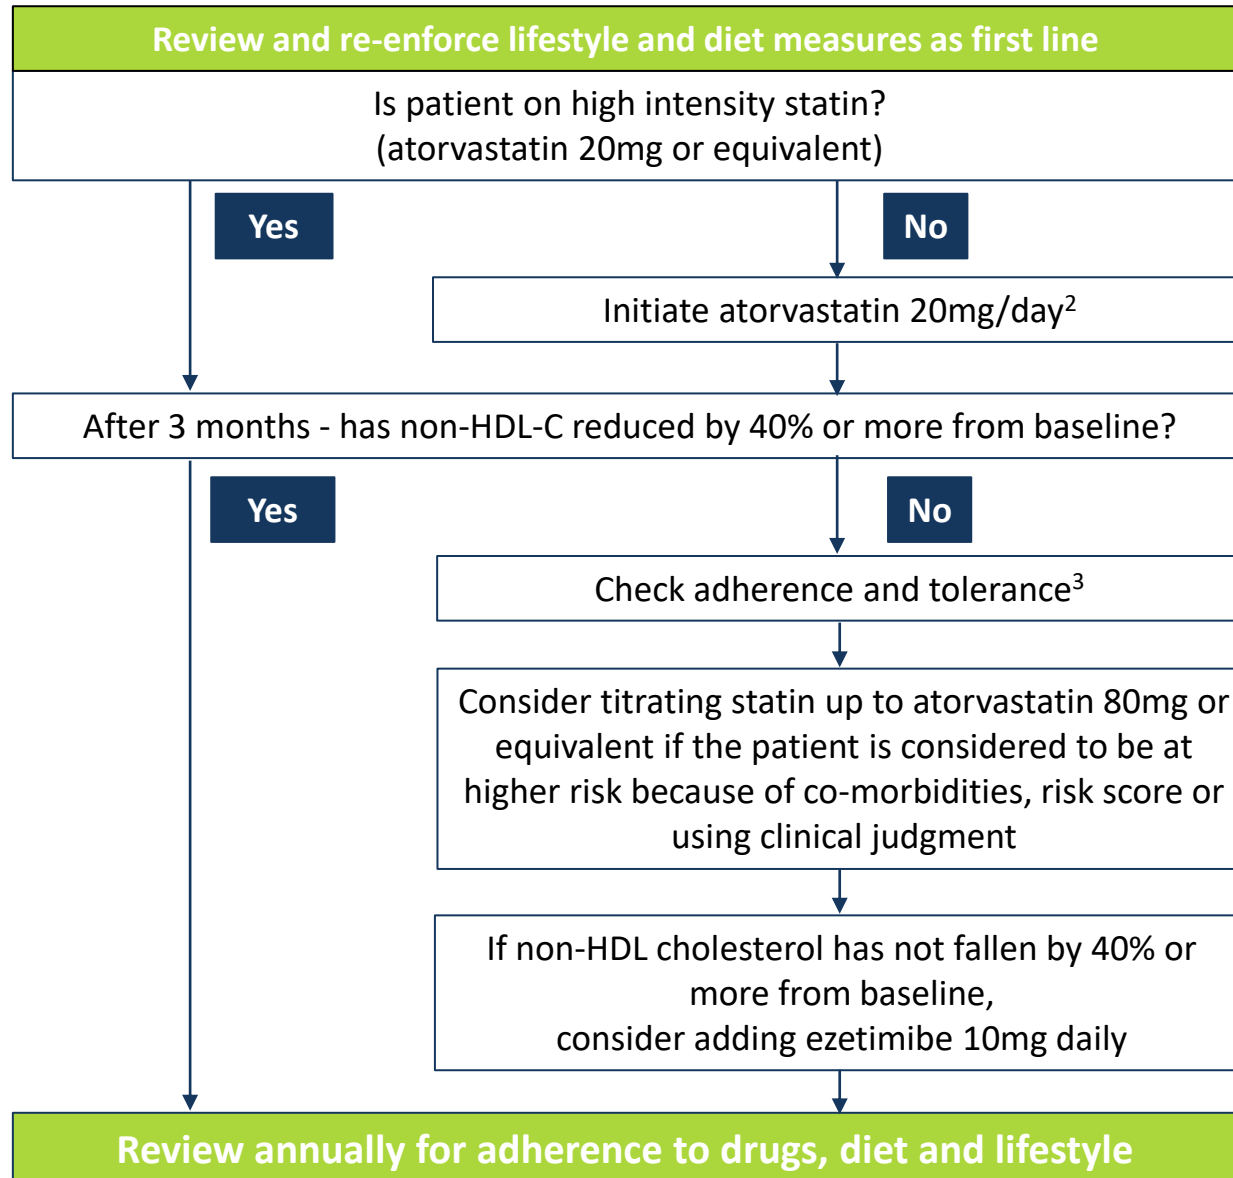 Review and re-enforce lifestyle and diet measures as first line
Is patient on high intensity statin?
(atorvastatin 20mg or equivalent)
Yes
No
Initiate atorvastatin 20mg/day²
After 3 months - has non-HDL-C reduced by 40% or more from baseline?
Yes
No
Check adherence and tolerance³
Consider titrating statin up to atorvastatin 80mg or
equivalent if the patient is considered to be at
higher risk because of co-morbidities, risk score or
using clinical judgment
If non-HDL cholesterol has not fallen by 40% or
more from baseline,
consider adding ezetimibe 10mg daily
Review annually for adherence to drugs, diet and lifestyle